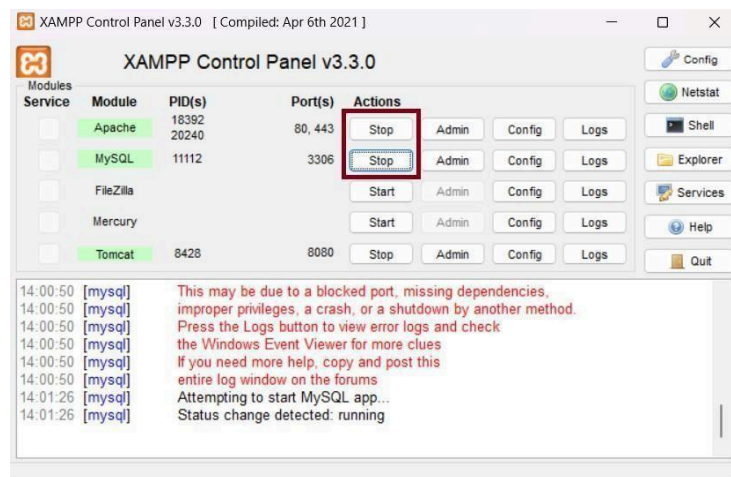 XAMPP Control Panel v3.3.0 [ Compiled: Apr 6th 2021 ]
XAMPP Control Panel v3.3.0
Config
Modules
Service Module PID(s) Port(s) Actions
Netstat
Apache 18392 20240 80, 443 Stop Admin Config Logs
Shell
MySQL 11112 3306 Stop Admin Config Logs
Explorer
FileZilla Start Admin Config Logs
Services
Mercury Start Admin Config Logs
Help
Tomcat 8428 8080 Stop Admin Config Logs
Quit
14:00:50 [mysql] This may be due to a blocked port, missing dependencies,
14:00:50 [mysql] improper privileges, a crash, or a shutdown by another method.
14:00:50 [mysql] Press the Logs button to view error logs and check
14:00:50 [mysql] the Windows Event Viewer for more clues
14:00:50 [mysql] If you need more help, copy and post this
14:00:50 [mysql] entire log window on the forums
14:01:26 [mysql] Attempting to start MySQL app...
14:01:26 [mysql] Status change detected: running